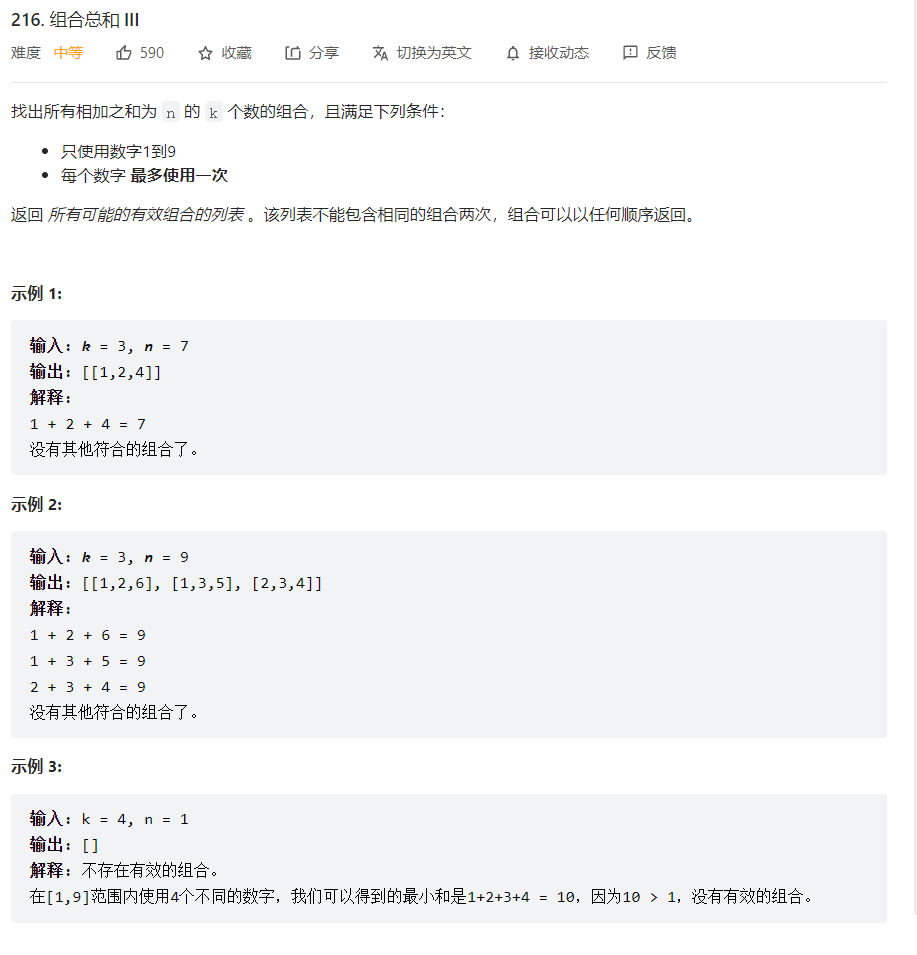 216. 组合总和 III
难度 中等 590 收藏 分享 切换为英文 接收动态 反馈
找出所有相加之和为 n 的 k 个数的组合，且满足下列条件：
只使用数字1到9
每个数字 最多使用一次
返回 所有可能的有效组合的列表 。该列表不能包含相同的组合两次，组合可以以任何顺序返回。
示例 1:
输入: k = 3, n = 7
输出: [[1,2,4]]
解释:
1 + 2 + 4 = 7
没有其他符合的组合了。
示例 2:
输入: k = 3, n = 9
输出: [[1,2,6], [1,3,5], [2,3,4]]
解释:
1 + 2 + 6 = 9
1 + 3 + 5 = 9
2 + 3 + 4 = 9
没有其他符合的组合了。
示例 3:
输入: k = 4, n = 1
输出: []
解释: 不存在有效的组合。
在[1,9]范围内使用4个不同的数字，我们可以得到的最小和是1+2+3+4 = 10，因为10 > 1，没有有效的组合。